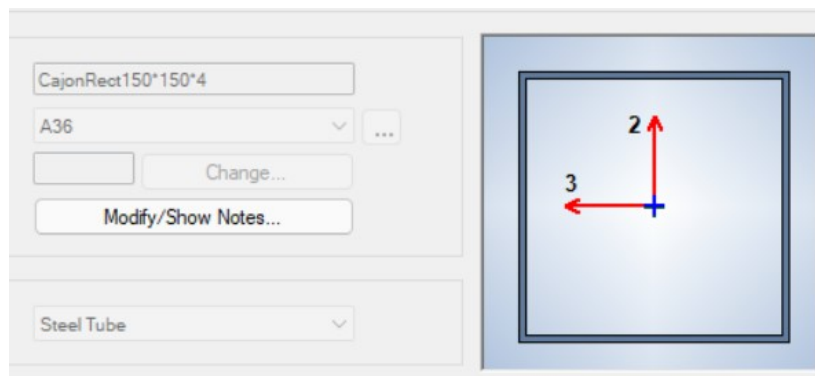 CajonRect150*150*4
A36
...
Change...
Modify/Show Notes...
Steel Tube
2
3